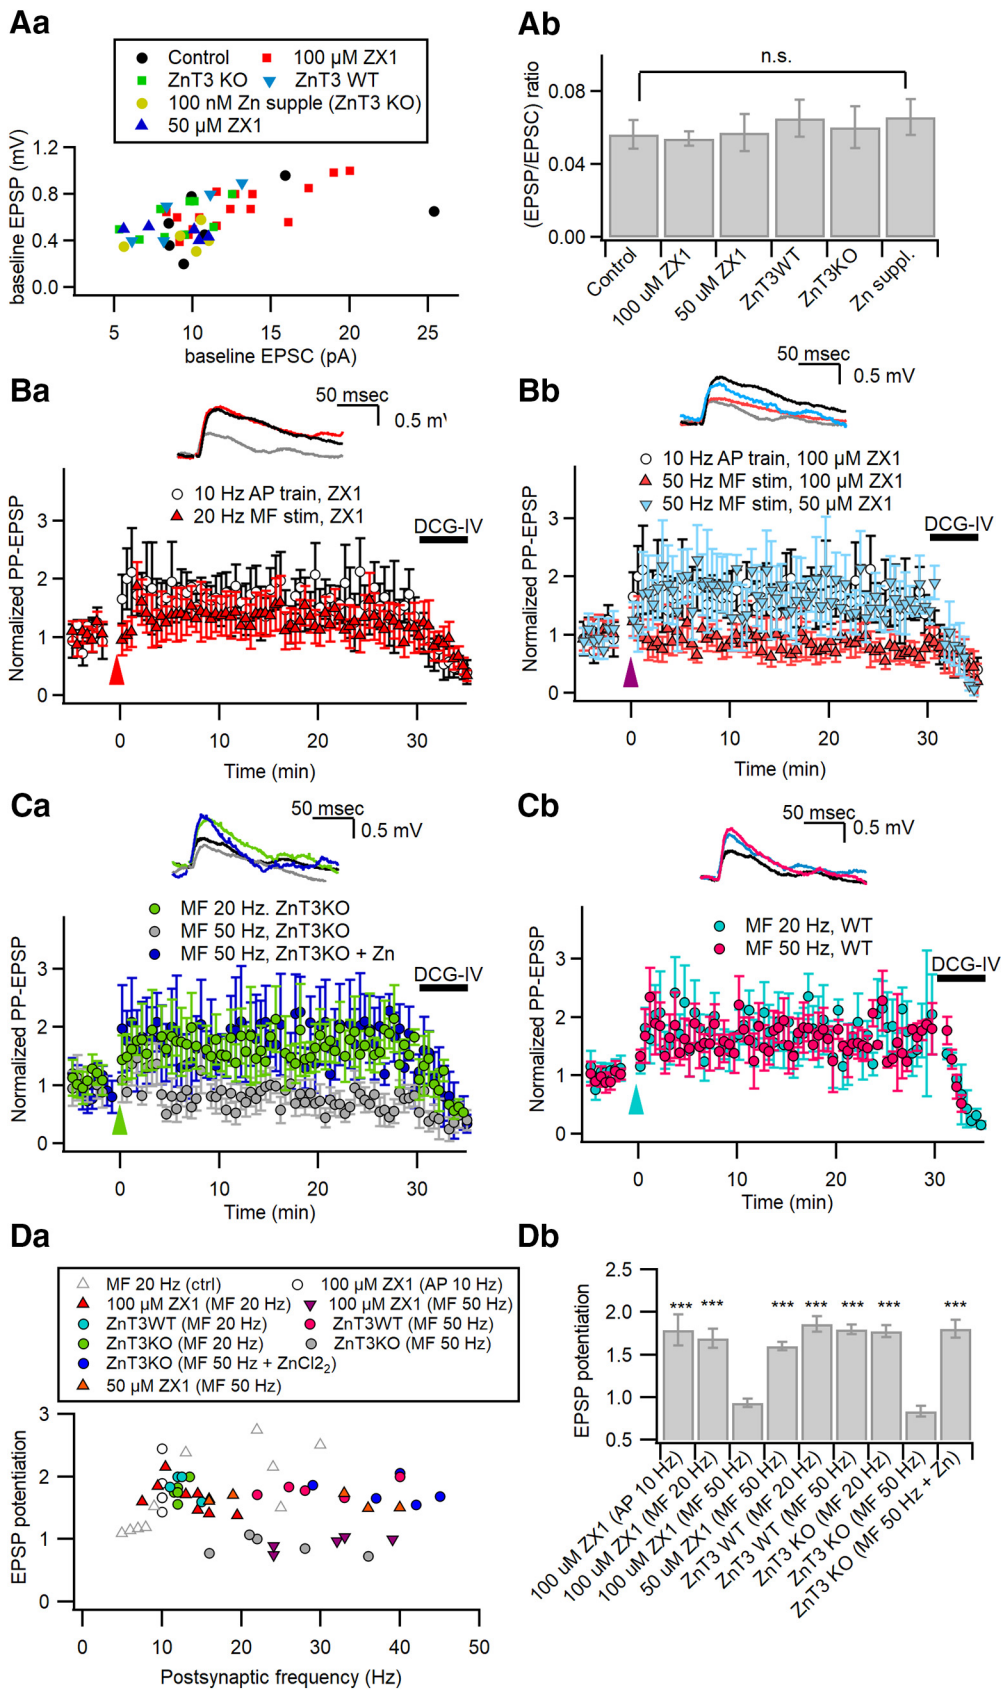 Aa
Control
100 µM ZX1
ZnT3 KO
ZnT3 WT
100 nM Zn supple (ZnT3 KO)
50 µM ZX1
baseline EPSP (mV)
1.2
0.8
0.4
0.0
5
10
15
20
25
baseline EPSC (pA)
Ab
n.s.
(EPSP/EPSC) ratio
0.08
0.04
0.00
Control
100 uM ZX1
50 uM ZX1
ZnT3WT
ZnT3KO
Zn suppl.
Ba
50 msec
0.5 m
10 Hz AP train, ZX1
20 Hz MF stim, ZX1
DCG-IV
Normalized PP-EPSP
3
2
1
0
0
10
20
30
Time (min)
Bb
50 msec
0.5 mV
10 Hz AP train, 100 µM ZX1
50 Hz MF stim, 100 µM ZX1
50 Hz MF stim, 50 µM ZX1
DCG-IV
Normalized PP-EPSP
3
2
1
0
0
10
20
30
Time (min)
Ca
50 msec
0.5 mV
MF 20 Hz. ZnT3KO
MF 50 Hz, ZnT3KO
MF 50 Hz, ZnT3KO + Zn
DCG-IV
Normalized PP-EPSP
3
2
1
0
0
10
20
30
Time (min)
Cb
50 msec
0.5 mV
MF 20 Hz, WT
MF 50 Hz, WT
DCG-IV
Normalized PP-EPSP
3
2
1
0
0
10
20
30
Time (min)
Da
MF 20 Hz (ctrl)
100 µM ZX1 (AP 10 Hz)
100 µM ZX1 (MF 20 Hz)
100 µM ZX1 (MF 50 Hz)
ZnT3WT (MF 20 Hz)
ZnT3WT (MF 50 Hz)
ZnT3KO (MF 20 Hz)
ZnT3KO (MF 50 Hz)
ZnT3KO (MF 50 Hz + ZnCl2₂)
50 µM ZX1 (MF 50 Hz)
EPSP potentiation
3
2
1
0
0
10
20
30
40
50
Postsynaptic frequency (Hz)
Db
EPSP potentiation
2.5
2.0
1.5
1.0
0.5
***
***
***
***
***
***
***
100 uM ZX1 (AP 10 Hz)
100 uM ZX1 (MF 20 Hz)
100 uM ZX1 (MF 50 Hz)
50 uM ZX1 (MF 50 Hz)
ZnT3 WT (MF 20 Hz)
ZnT3 WT (MF 50 Hz)
ZnT3 KO (MF 20 Hz)
ZnT3 KO (MF 50 Hz)
ZnT3 KO (MF 50 Hz + Zn)